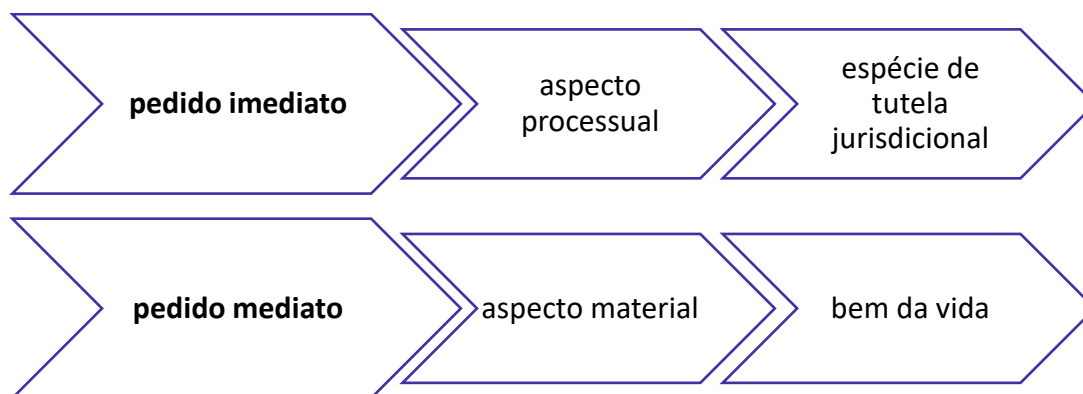 pedido imediato
aspecto
processual
espécie de
tutela
jurisdicional
pedido mediato
aspecto material
bem da vida